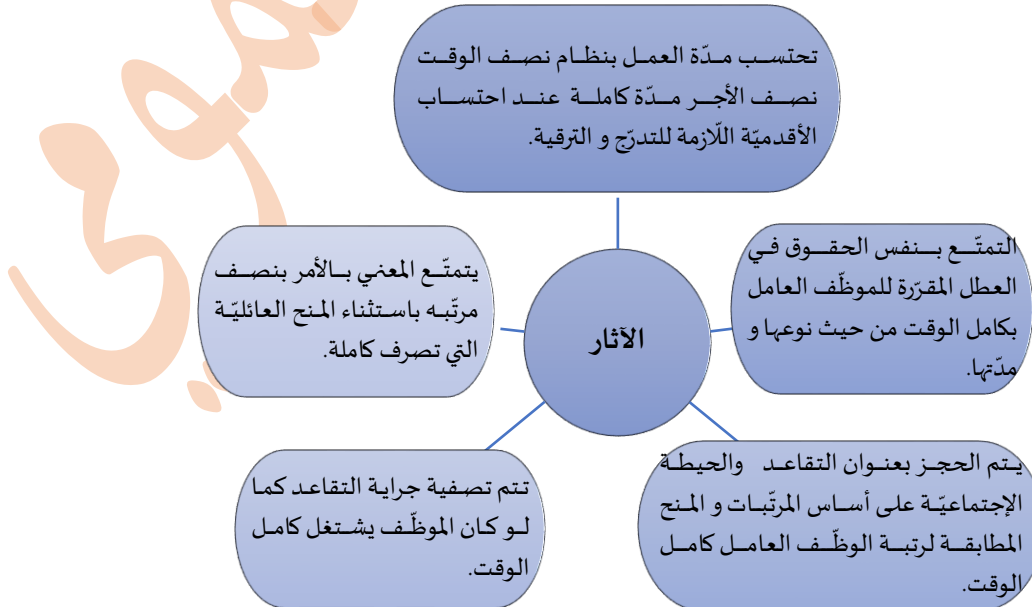 تحتسب مدّة العمل بنظام نصف الوقت
نصف الأجر مدّة كاملة عند احتساب
الأقدميّة اللّازمة للتدرّج و الترقية.
التمتّع بنفس الحقوق في
العطل المقرّرة للموظّف العامل
بكامل الوقت من حيث نوعها و
مدّتها.
يتمتّع المعني بالأمر بنصف
مرتّبه باستثناء المنح العائليّة
التي تصرف كاملة.
الآثار
يتم الحجز بعنوان التقاعد والحيطة
الإجتماعيّة على أساس المرتّبات و المنح
المطابقة لرتبة الوظّف العامل كامل
الوقت.
تتم تصفية جراية التقاعد كما
لو كان الموظّف يشتغل كامل
الوقت.